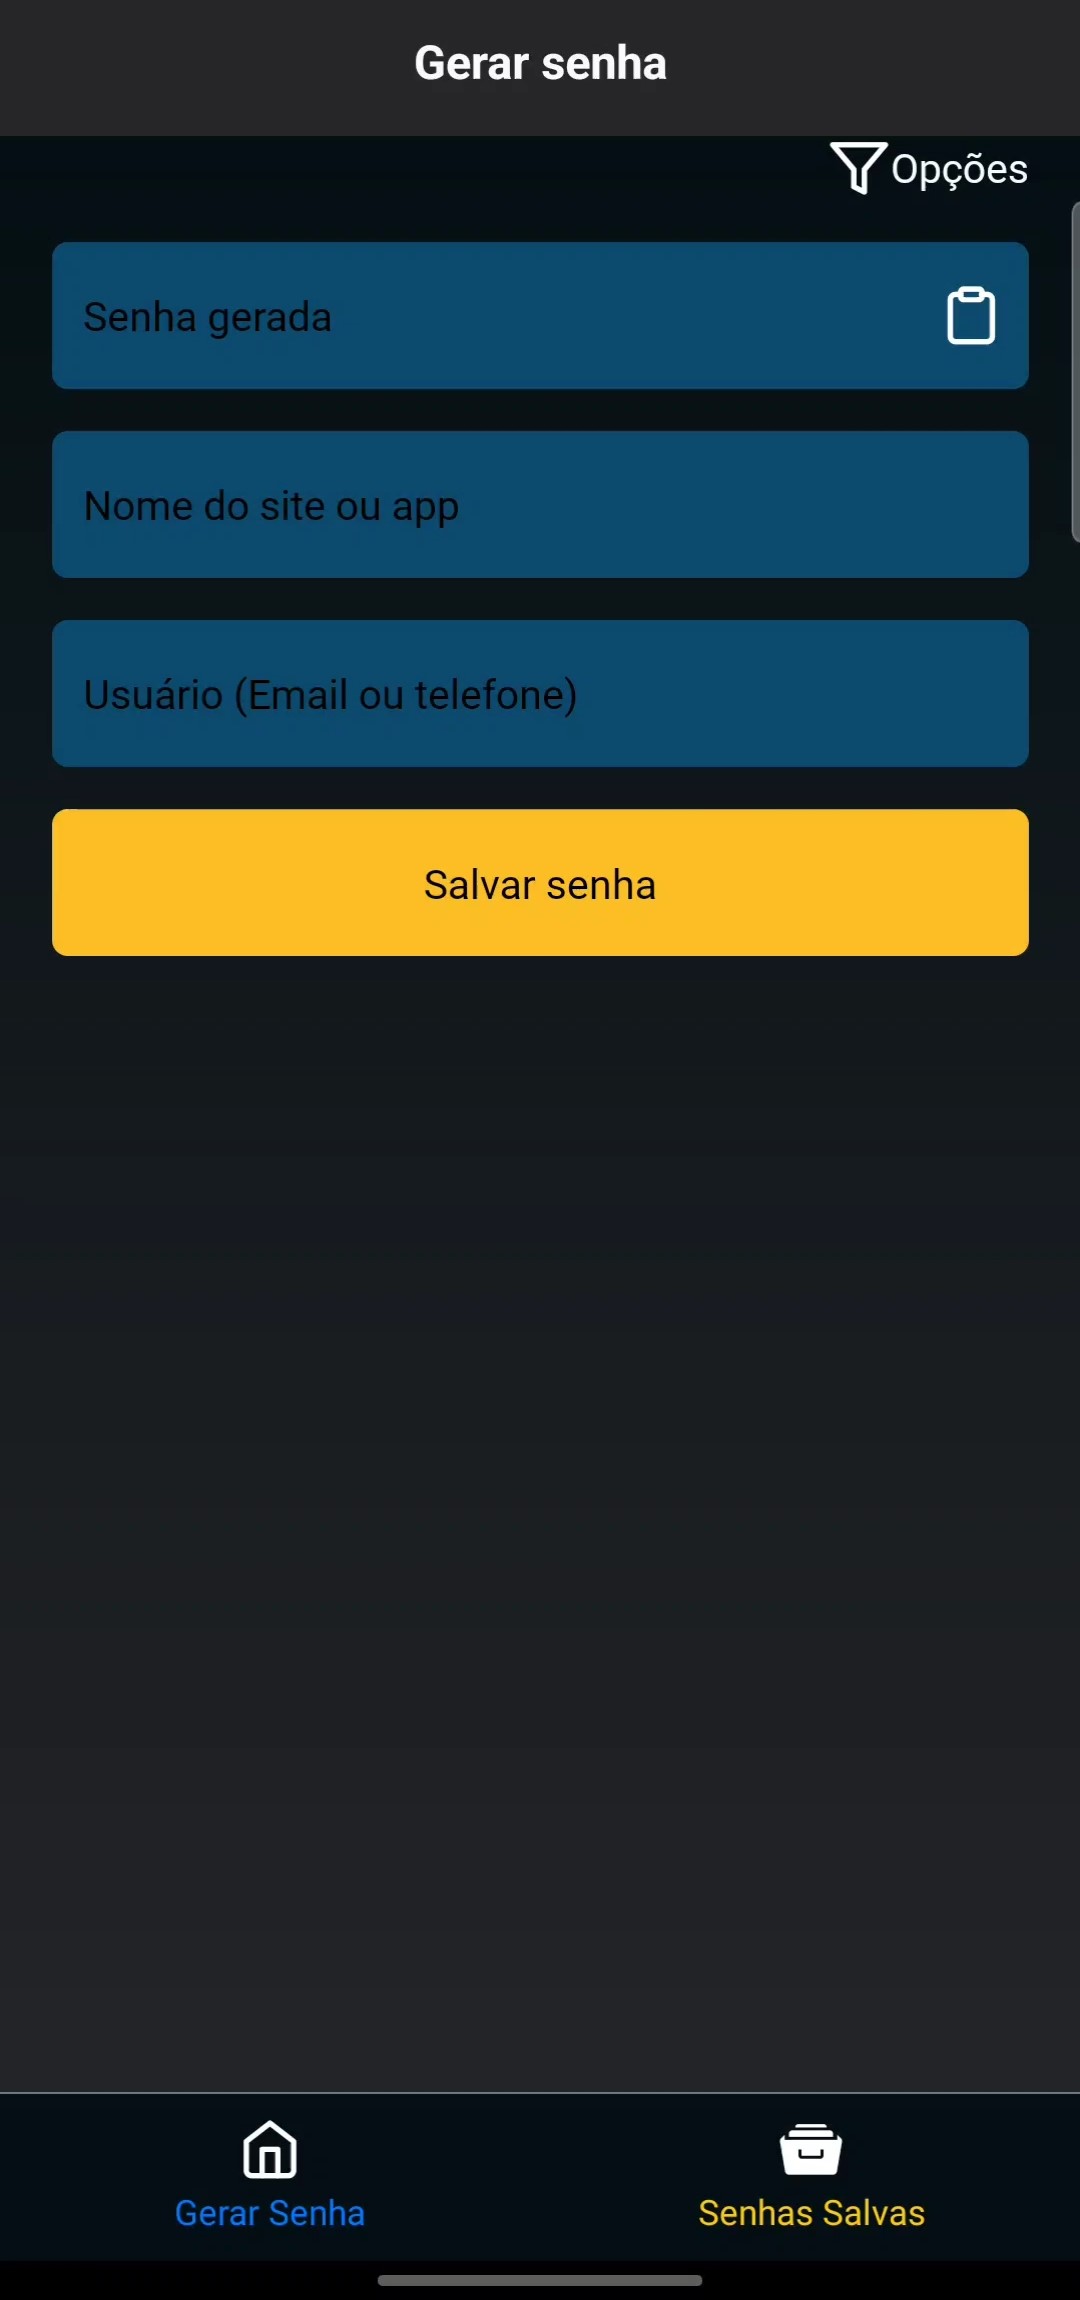 Gerar senha
Opções
Senha gerada
Nome do site ou app
Usuário (Email ou telefone)
Salvar senha
Gerar Senha
Senhas Salvas